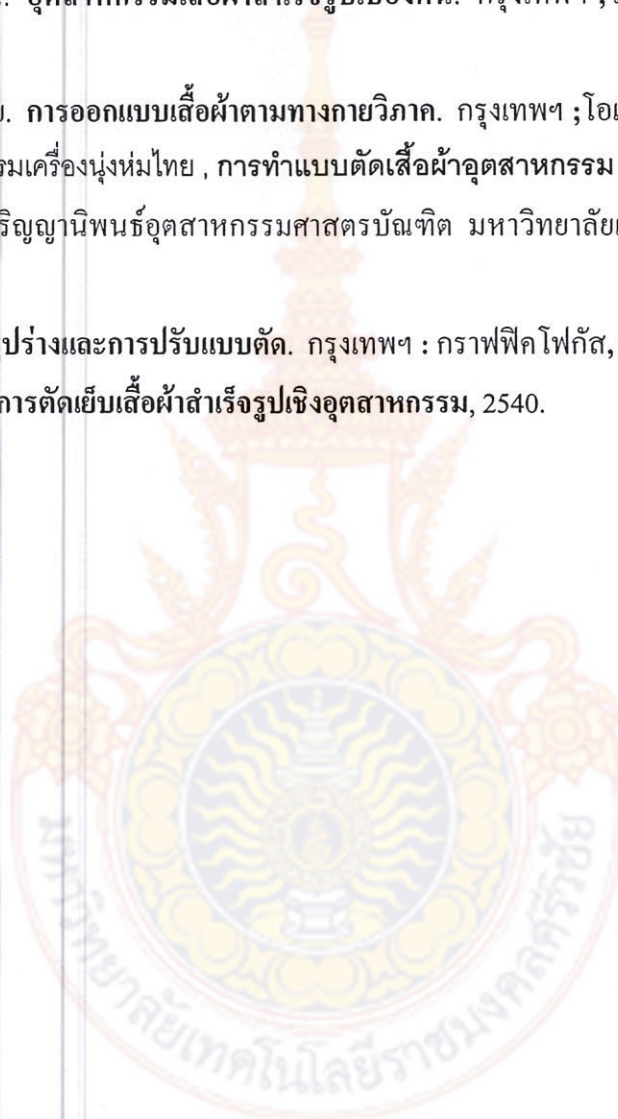 อุตสาหกรรมเสื้อผ้าสำเร็จรูปเบื้องต้น. กรุงเทพฯ ;
การออกแบบเสื้อผ้าตามทางกายวิภาค. กรุงเทพฯ ;โอเ
รมเครื่องนุ่งห่มไทย , การทำแบบตัดเสื้อผ้าอุตสาหกรรม
ริญญานิพนธ์อุตสาหกรรมศาสตรบัณฑิต มหาวิทยาลัยเ
ูปร่างและการปรับแบบตัด. กรุงเทพฯ : กราฟฟิคโฟกัส,
การตัดเย็บเสื้อผ้าสำเร็จรูปเชิงอุตสาหกรรม, 2540.
มหาวิทยาลัยเทคโนโลยีราชมงคลศรีวิชัย